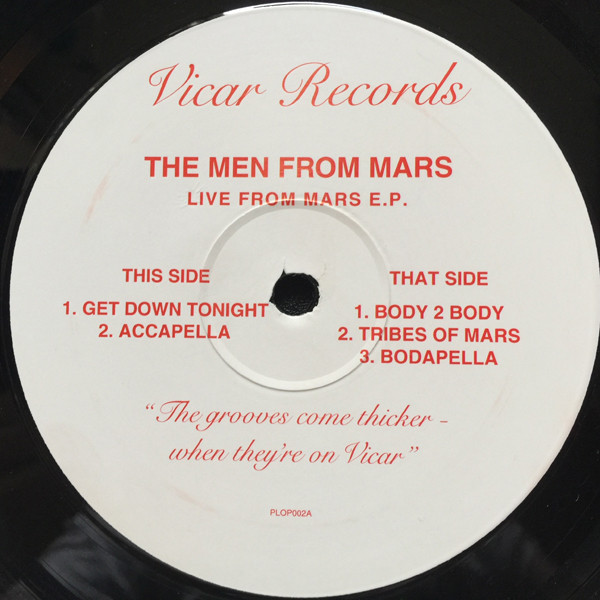 Vicar Records
THE MEN FROM MARS
LIVE FROM MARS E.P.
THIS SIDE
1. GET DOWN TONIGHT
2. ACCAPELLA
THAT SIDE
1. BODY 2 BODY
2. TRIBES OF MARS
3. BODAPELLA
“The grooves come thicker -
when they're on Vicar”
PLOP002A